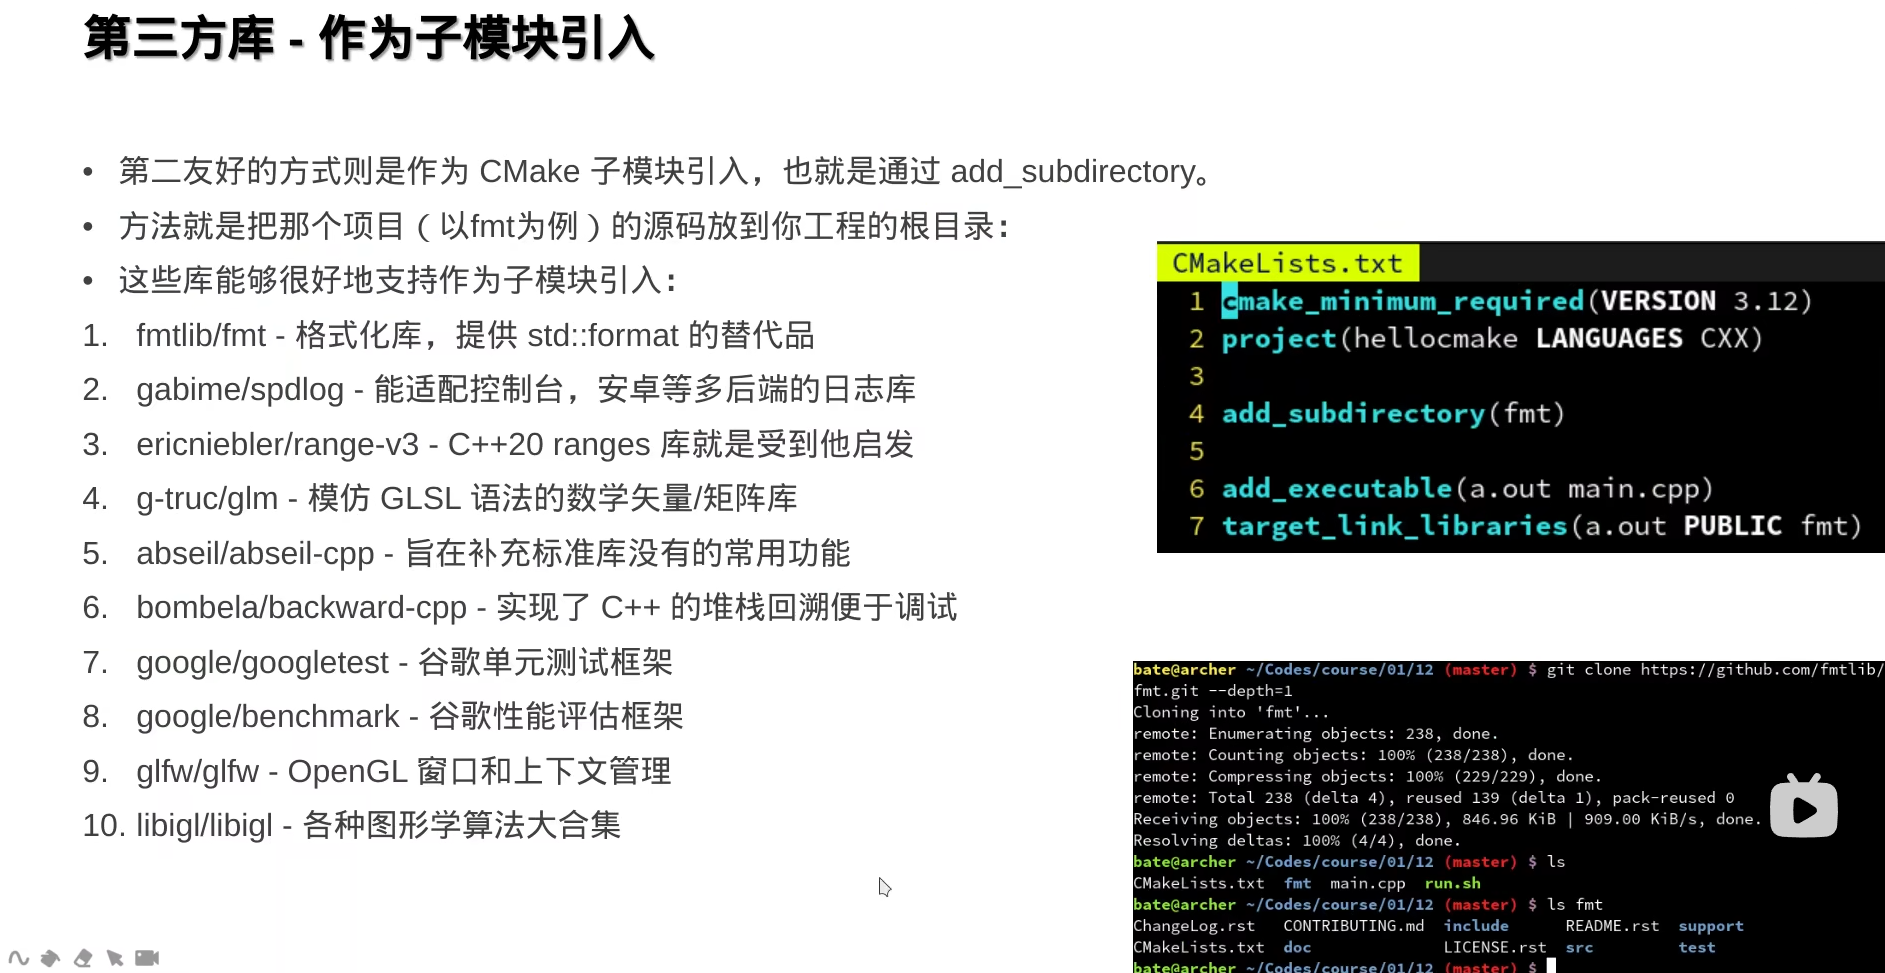 第三方库 - 作为子模块引入
• 第二友好的方式则是作为 CMake 子模块引入，也就是通过 add_subdirectory。
• 方法就是把那个项目（以fmt为例）的源码放到你工程的根目录：
• 这些库能够很好地支持作为子模块引入：
1. fmtlib/fmt - 格式化库，提供 std::format 的替代品
2. gabime/spdlog - 能适配控制台，安卓等多后端的日志库
3. ericniebler/range-v3 - C++20 ranges 库就是受到他启发
4. g-truc/glm - 模仿 GLSL 语法的数学矢量/矩阵库
5. abseil/abseil-cpp - 旨在补充标准库没有的常用功能
6. bombela/backward-cpp - 实现了 C++ 的堆栈回溯便于调试
7. google/googletest - 谷歌单元测试框架
8. google/benchmark - 谷歌性能评估框架
9. glfw/glfw - OpenGL 窗口和上下文管理
10. libigl/libigl - 各种图形学算法大合集
CMakeLists.txt
1 cmake_minimum_required(VERSION 3.12)
2 project(hellocmake LANGUAGES CXX)
3
4 add_subdirectory(fmt)
5
6 add_executable(a.out main.cpp)
7 target_link_libraries(a.out PUBLIC fmt)
bate@archer ~/Codes/course/01/12 (master) $ git clone https://github.com/fmtlib/
fmt.git --depth=1
Cloning into 'fmt'...
remote: Enumerating objects: 238, done.
remote: Counting objects: 100% (238/238), done.
remote: Compressing objects: 100% (229/229), done.
remote: Total 238 (delta 4), reused 139 (delta 1), pack-reused 0
Receiving objects: 100% (238/238), 846.96 KiB | 909.00 KiB/s, done.
Resolving deltas: 100% (4/4), done.
bate@archer ~/Codes/course/01/12 (master) $ ls
CMakeLists.txt fmt main.cpp run.sh
bate@archer ~/Codes/course/01/12 (master) $ ls fmt
ChangeLog.rst CONTRIBUTING.md include README.rst support
CMakeLists.txt doc LICENSE.rst src test
bate@archer ~/Codes/course/01/12 (master) $